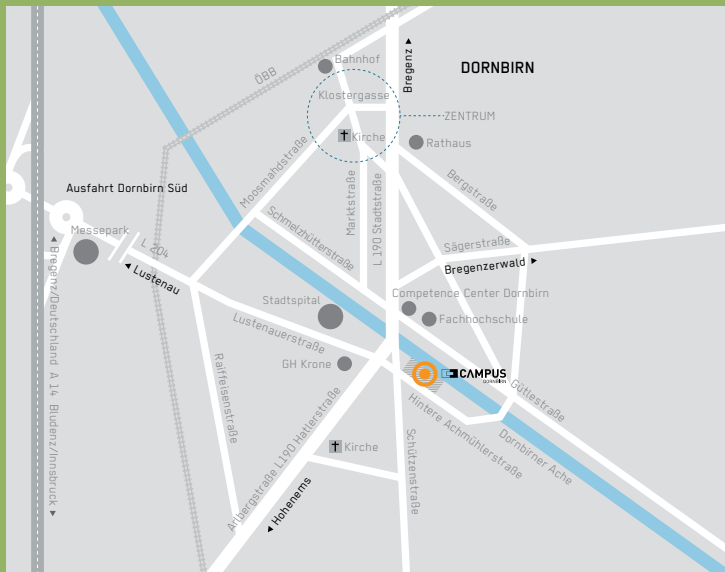 Bahnhof
ÖBB
Bregenz
DORNBIRN
Klostergasse
ZENTRUM
Kirche
Rathaus
Moosmahdstraße
Bergstraße
Marktstraße
L 190 Stadtstraße
Ausfahrt Dornbirn Süd
Schmelzhütterstraße
Messepark
L 204
Sägerstraße
Bregenzerwald
Lustenau
Bregenz/Deutschland A 14 Bludenz/Innsbruck
Competence Center Dornbirn
Stadtspital
Fachhochschule
Lustenauerstraße
GH Krone
CAMPUS
DORNBIRN
Gütlestraße
Raiffeisenstraße
Hintere Achmühlerstraße
Dornbirner Ache
Arlbergstraße L190 Hatlerstraße
Kirche
Schützenstraße
Hohenems